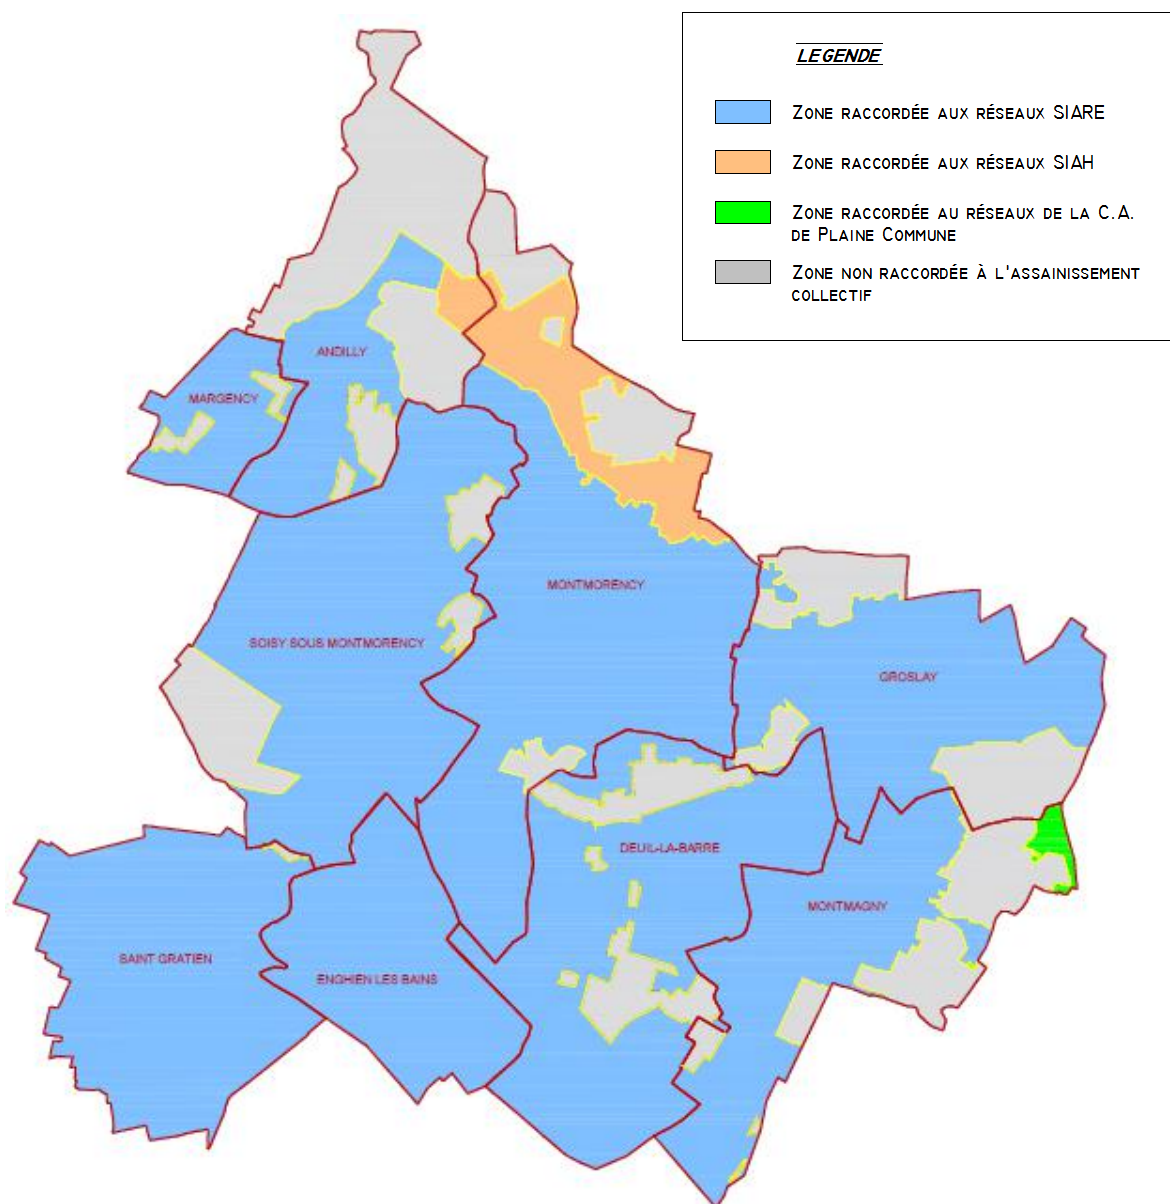 LEGENDE
ZONE RACCORDÉE AUX RÉSEAUX SIARE
ZONE RACCORDÉE AUX RÉSEAUX SIAH
ZONE RACCORDÉE AU RÉSEAUX DE LA C.A.
DE PLAINE COMMUNE
ZONE NON RACCORDÉE À L'ASSAINISSEMENT
COLLECTIF
ANDILLY
MARGENCY
MONTMORENCY
SOISY SOUS MONTMORENCY
GROSLAY
DEUIL-LA-BARRE
MONTMAGNY
SAINT GRATIEN
ENGHIEN LES BAINS